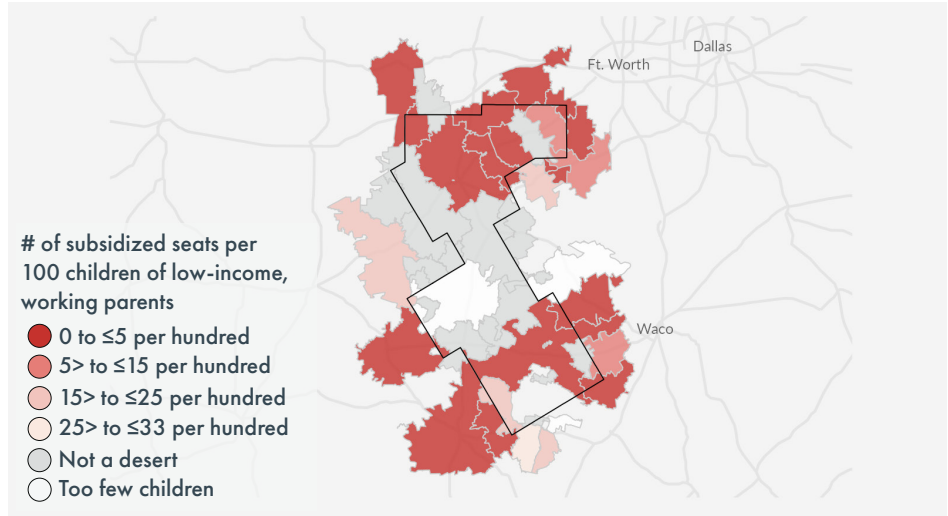 Dallas
Ft. Worth
# of subsidized seats per
100 children of low-income,
working parents
0 to ≤5 per hundred
5> to ≤15 per hundred
15> to ≤25 per hundred
25> to ≤33 per hundred
Not a desert
Too few children
Waco